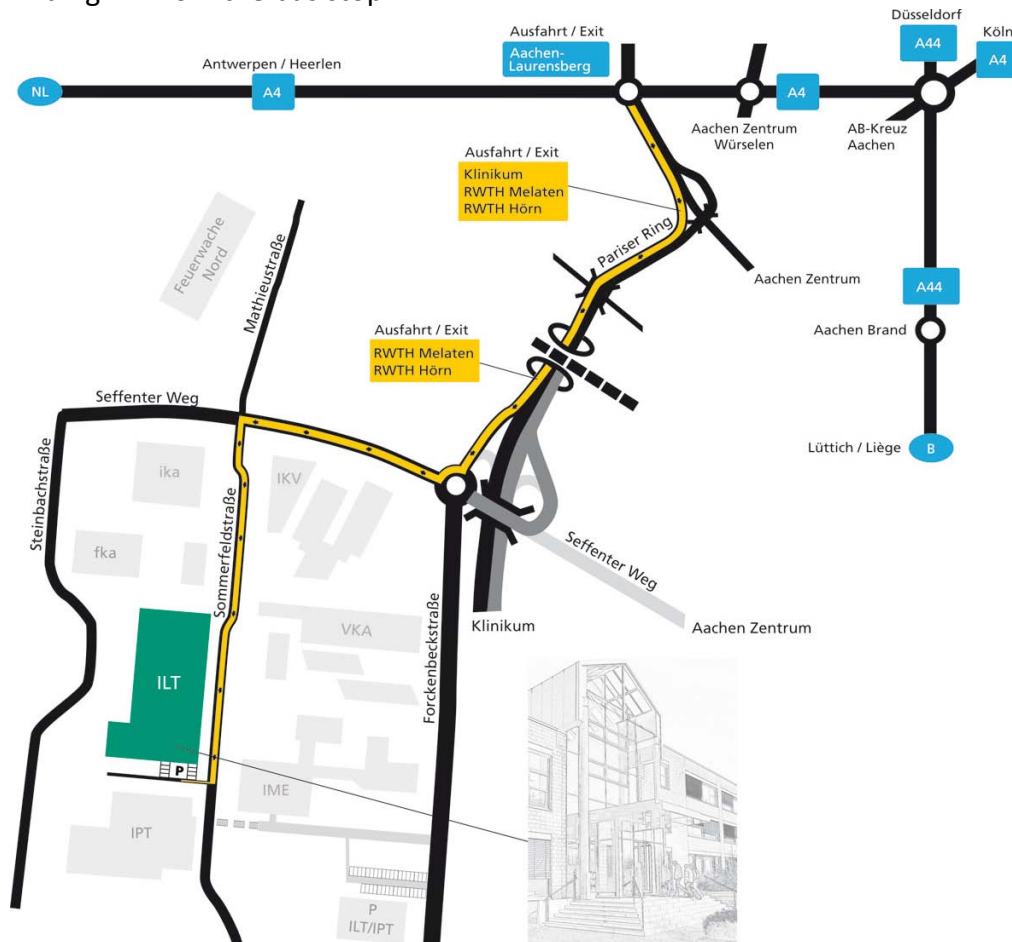 Düsseldorf
A44
Köln
A4
Ausfahrt / Exit
Aachen-
Laurensberg
Antwerpen / Heerlen
NL
A4
A4
Aachen Zentrum
Würselen
AB-Kreuz
Aachen
Ausfahrt / Exit
Klinikum
RWTH Melaten
RWTH Hörn
Pariser Ring
Aachen Zentrum
Feuerwache
Nord
Mathieustraße
A44
Aachen Brand
Ausfahrt / Exit
RWTH Melaten
RWTH Hörn
Seffenter Weg
Lüttich / Liège
B
ika
IKV
Steinbachstraße
Sommerfeldstraße
fka
Seffenter Weg
VKA
Klinikum
Aachen Zentrum
ILT
Forckenbeckstraße
P
IME
IPT
P
ILT/IPT